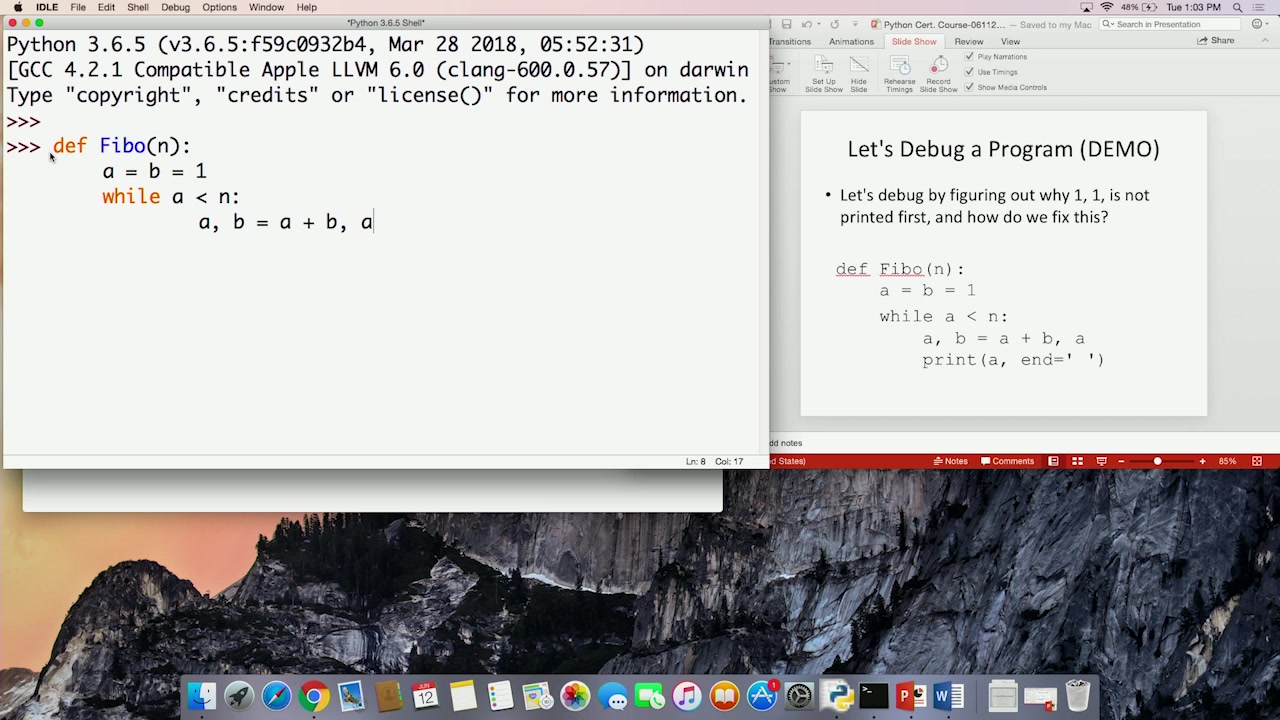 IDLE File Edit Shell Debug Options Window Help 48% Tue 1:03 PM
*Python 3.6.5 Shell*
Python 3.6.5 (v3.6.5:f59c0932b4, Mar 28 2018, 05:52:31)
[GCC 4.2.1 Compatible Apple LLVM 6.0 (clang-600.0.57)] on darwin
Type "copyright", "credits" or "license()" for more information.
>>>
>>> def Fibo(n):
a = b = 1
while a < n:
a, b = a + b, a
Ln: 8 Col: 17
Python Cert. Course-06112... — Saved to my Mac
Search in Presentation
Transitions Animations Slide Show Review View Share
Custom Show
Set Up Slide Show
Hide Slide
Rehearse Timings
Record Slide Show
Play Narrations
Use Timings
Show Media Controls
Let's Debug a Program (DEMO)
• Let's debug by figuring out why 1, 1, is not
printed first, and how do we fix this?
def Fibo(n):
a = b = 1
while a < n:
a, b = a + b, a
print(a, end=' ')
dd notes
d States) Notes Comments 85%
JUN
12
1